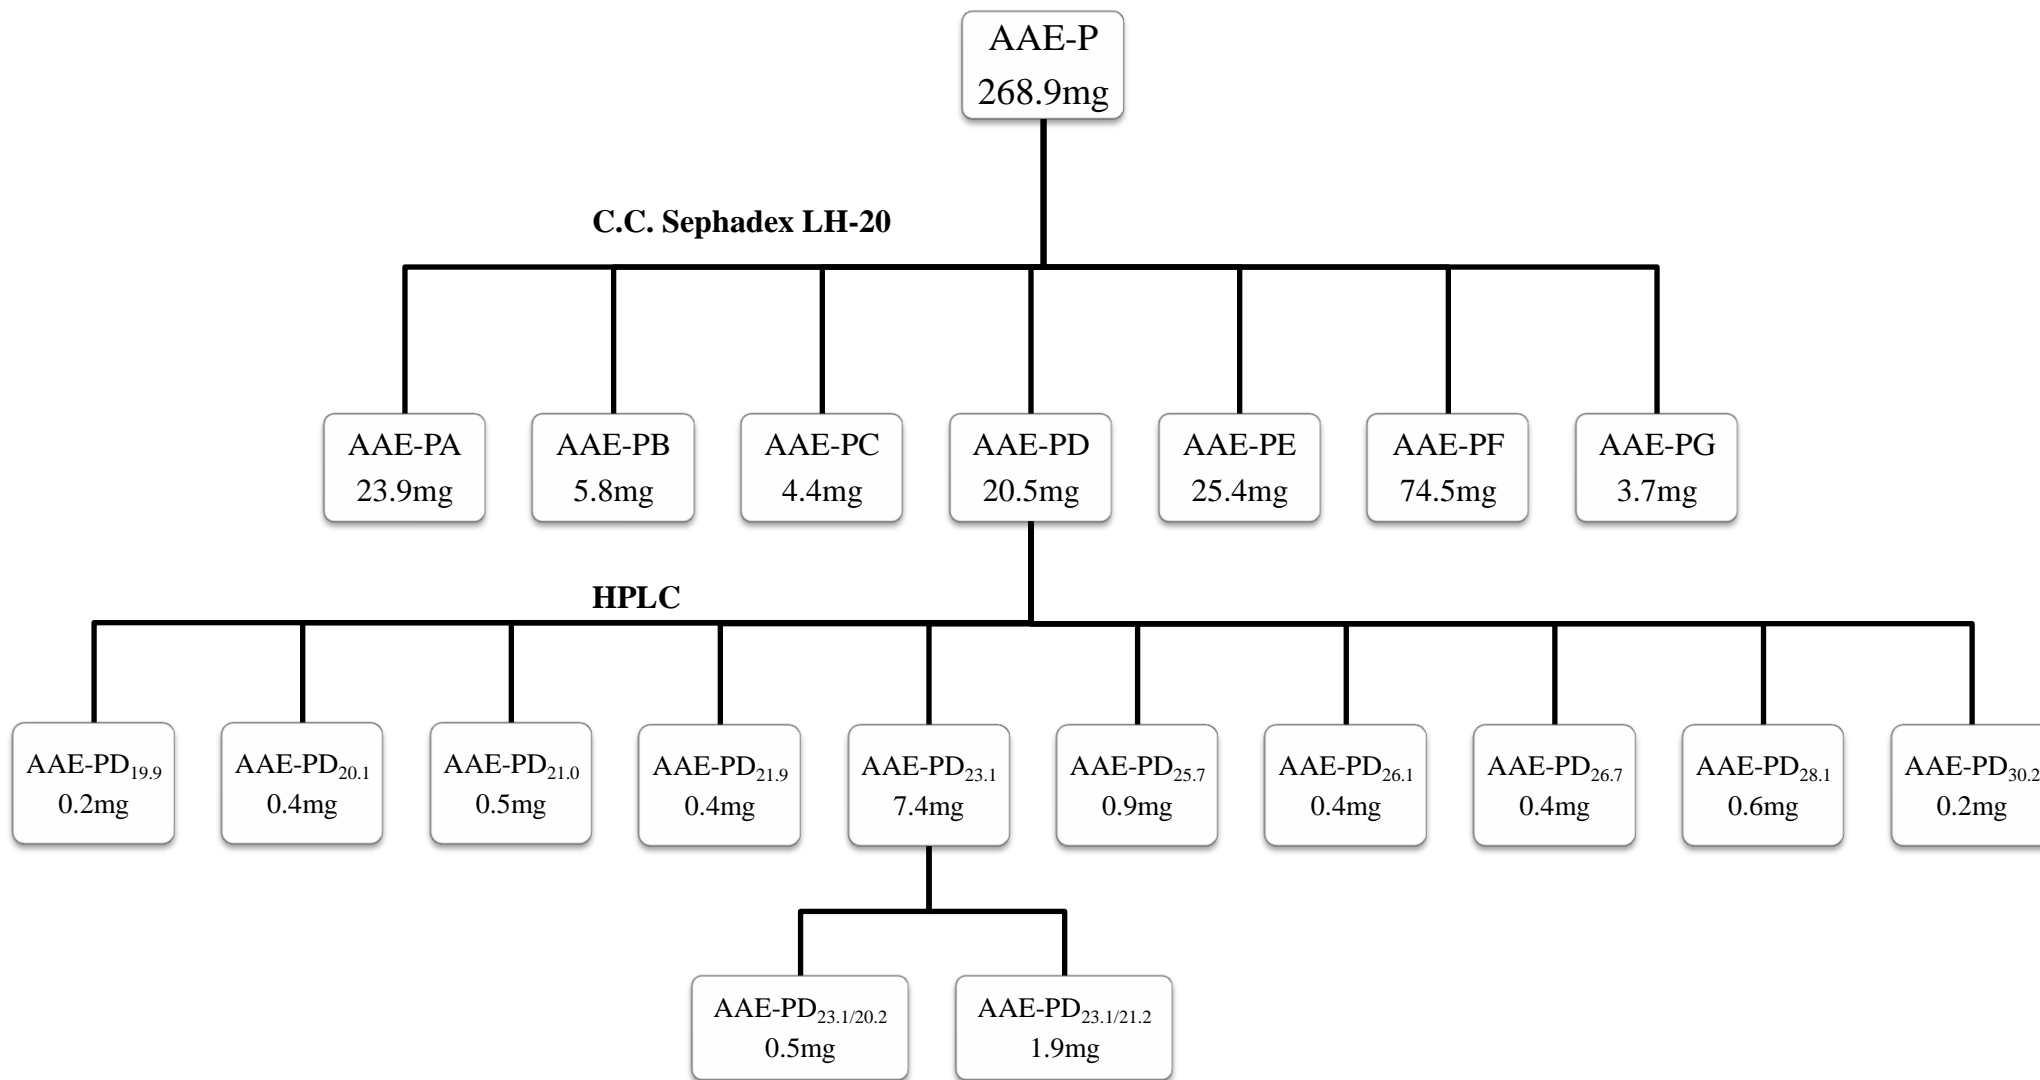 AAE-P
268.9mg
C.C. Sephadex LH-20
AAE-PA
23.9mg
AAE-PB
5.8mg
AAE-PC
4.4mg
AAE-PD
20.5mg
AAE-PE
25.4mg
AAE-PF
74.5mg
AAE-PG
3.7mg
HPLC
AAE-PD19.9
0.2mg
AAE-PD20.1
0.4mg
AAE-PD21.0
0.5mg
AAE-PD21.9
0.4mg
AAE-PD23.1
7.4mg
AAE-PD25.7
0.9mg
AAE-PD26.1
0.4mg
AAE-PD26.7
0.4mg
AAE-PD28.1
0.6mg
AAE-PD30.2
0.2mg
AAE-PD23.1/20.2
0.5mg
AAE-PD23.1/21.2
1.9mg